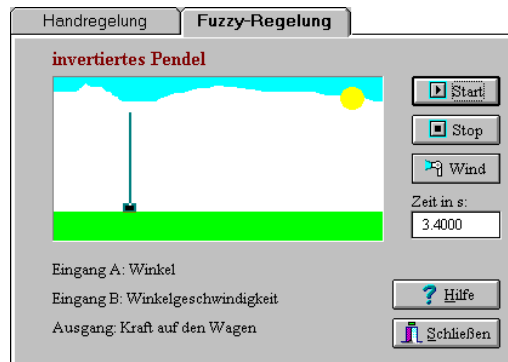 Handregelung
Fuzzy-Regelung
invertiertes Pendel
Start
Stop
Wind
Zeit in s:
3.4000
Eingang A: Winkel
Eingang B: Winkelgeschwindigkeit
Ausgang: Kraft auf den Wagen
Hilfe
Schließen